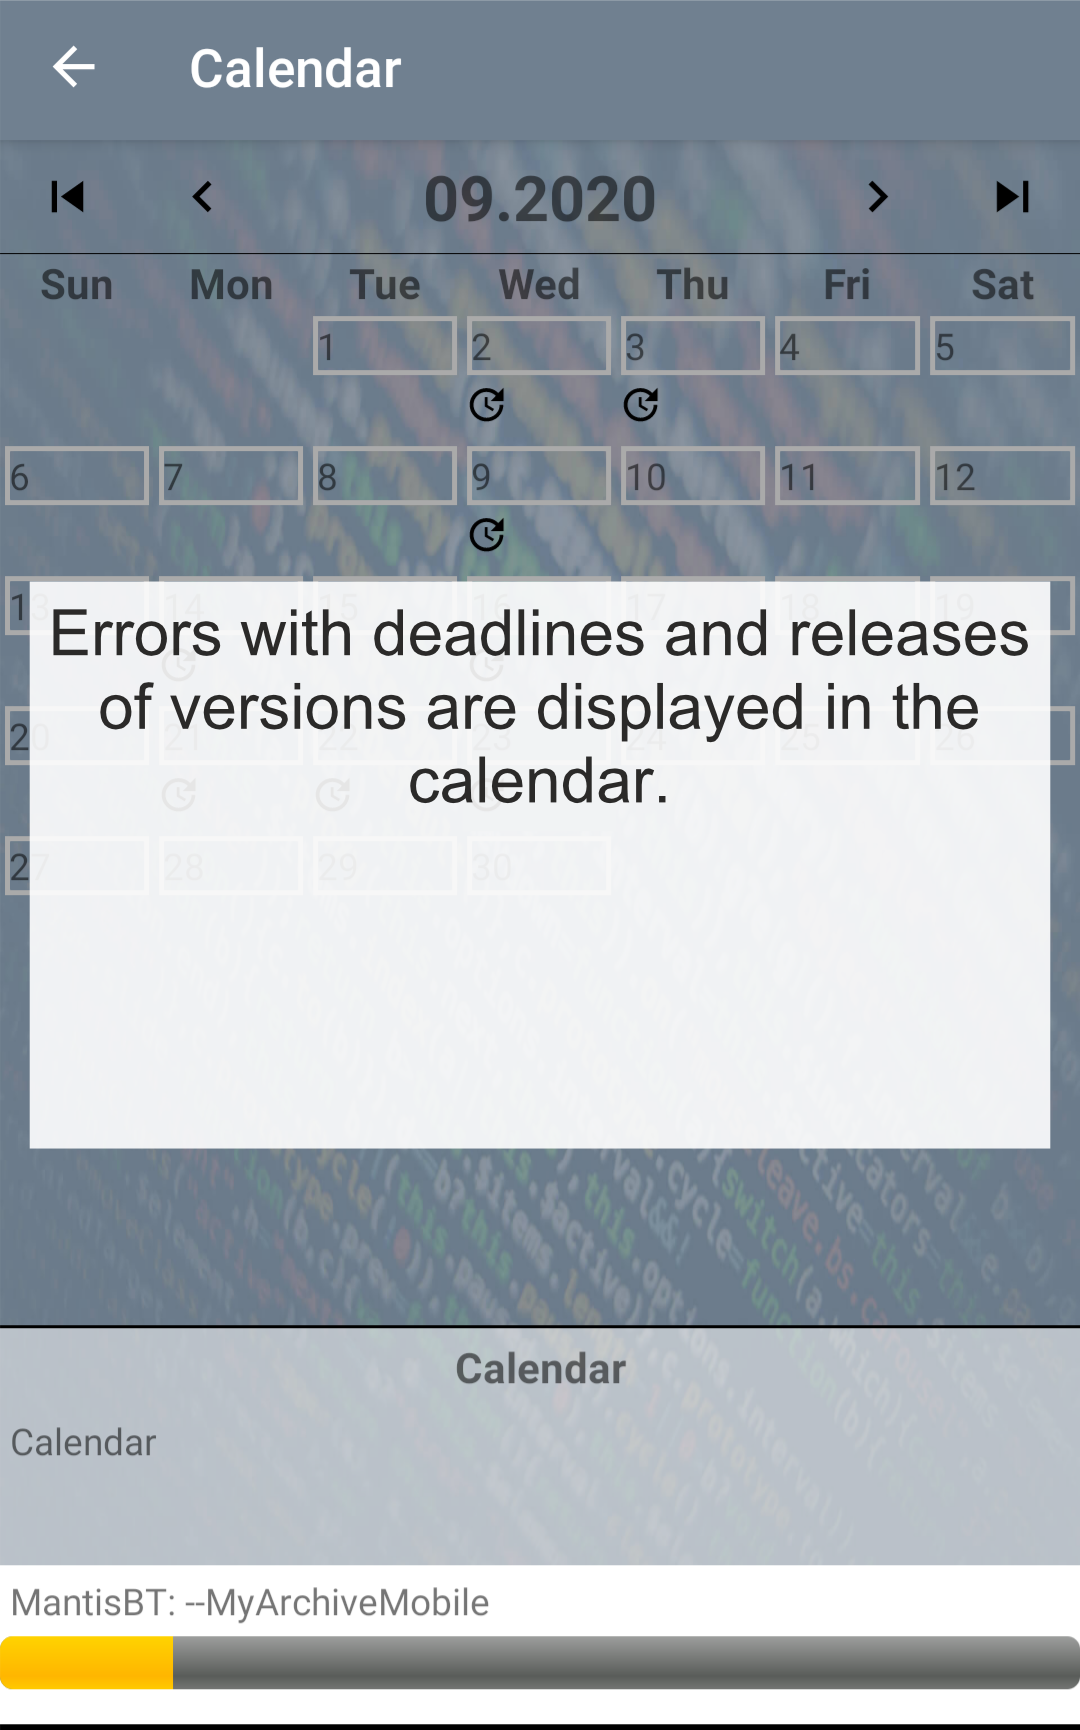 Calendar
09.2020
Sun Mon Tue Wed Thu Fri Sat
1 2 3 4 5
6 7 8 9 10 11 12
13 14 15 16 17 18 19
Errors with deadlines and releases
of versions are displayed in the
calendar.
20 21 22 23 24 25 26
27 28 29 30
Calendar
Calendar
MantisBT: --MyArchiveMobile